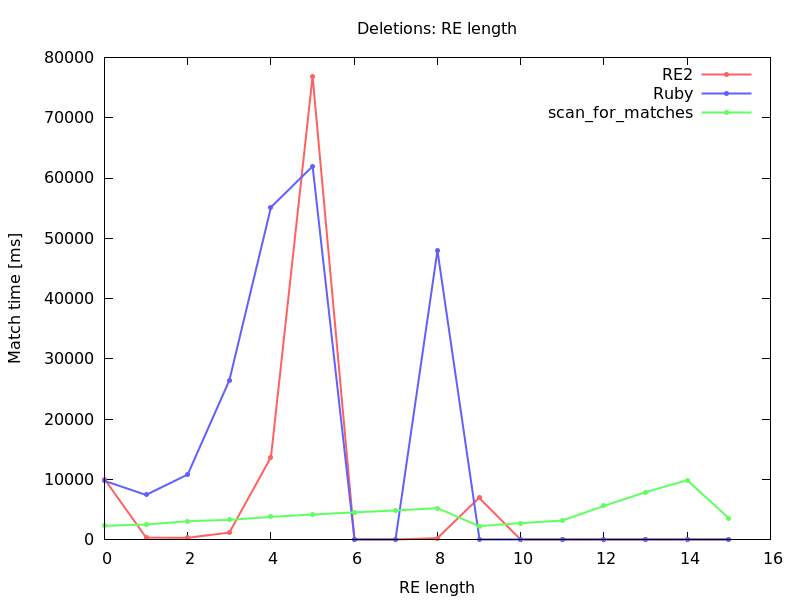 Deletions: RE length
RE2
Ruby
scan_for_matches
Match time [ms]
80000
70000
60000
50000
40000
30000
20000
10000
0
0 2 4 6 8 10 12 14 16
RE length